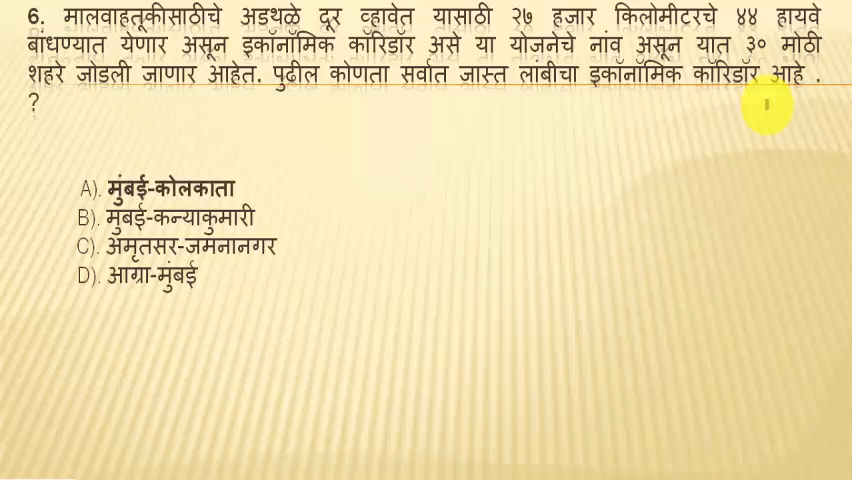 6. मालवाहतूकीसाठीचे अडथळे दूर व्हावेत यासाठी २७ हजार किलोमीटरचे ४४ हायवे
बांधण्यात येणार असून इकॉनॉमिक कॉरिडॉर असे या योजनेचे नांव असून यात ३० मोठी
शहरे जोडली जाणार आहेत. पुढील कोणता सर्वात जास्त लांबीचा इकॉनॉमिक कॉरिडॉर आहे .
?
A). मुंबई-कोलकाता
B). मुंबई-कन्याकुमारी
C). अमृतसर-जमनानगर
D). आग्रा-मुंबई